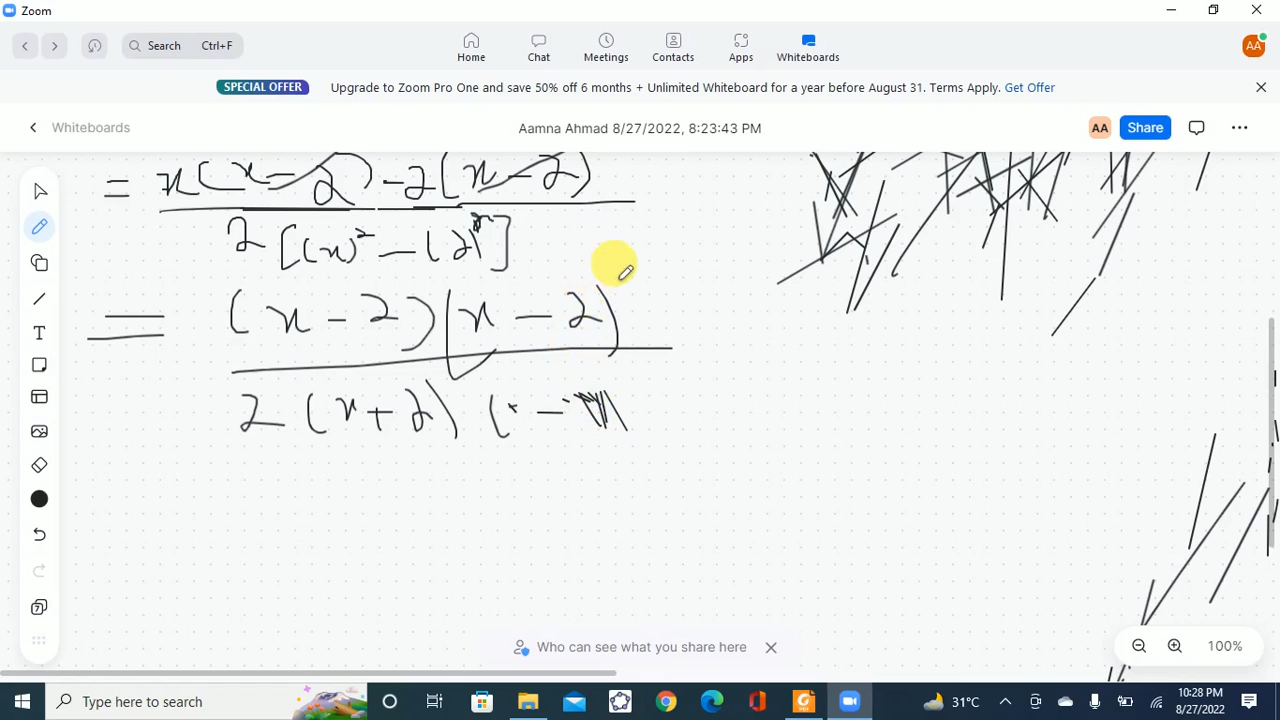 Zoom
Search Ctrl+F
Home Chat Meetings Contacts Apps Whiteboards
AA
SPECIAL OFFER Upgrade to Zoom Pro One and save 50% off 6 months + Unlimited Whiteboard for a year before August 31. Terms Apply. Get Offer
Whiteboards
Aamna Ahmad 8/27/2022, 8:23:43 PM
AA Share
= x(x-2)-2(x-2)
2[(x)²-(2)²]
= (x-2)(x-2)
2(x+2)(x-
Who can see what you share here
100%
Type here to search
31°C
10:28 PM
8/27/2022